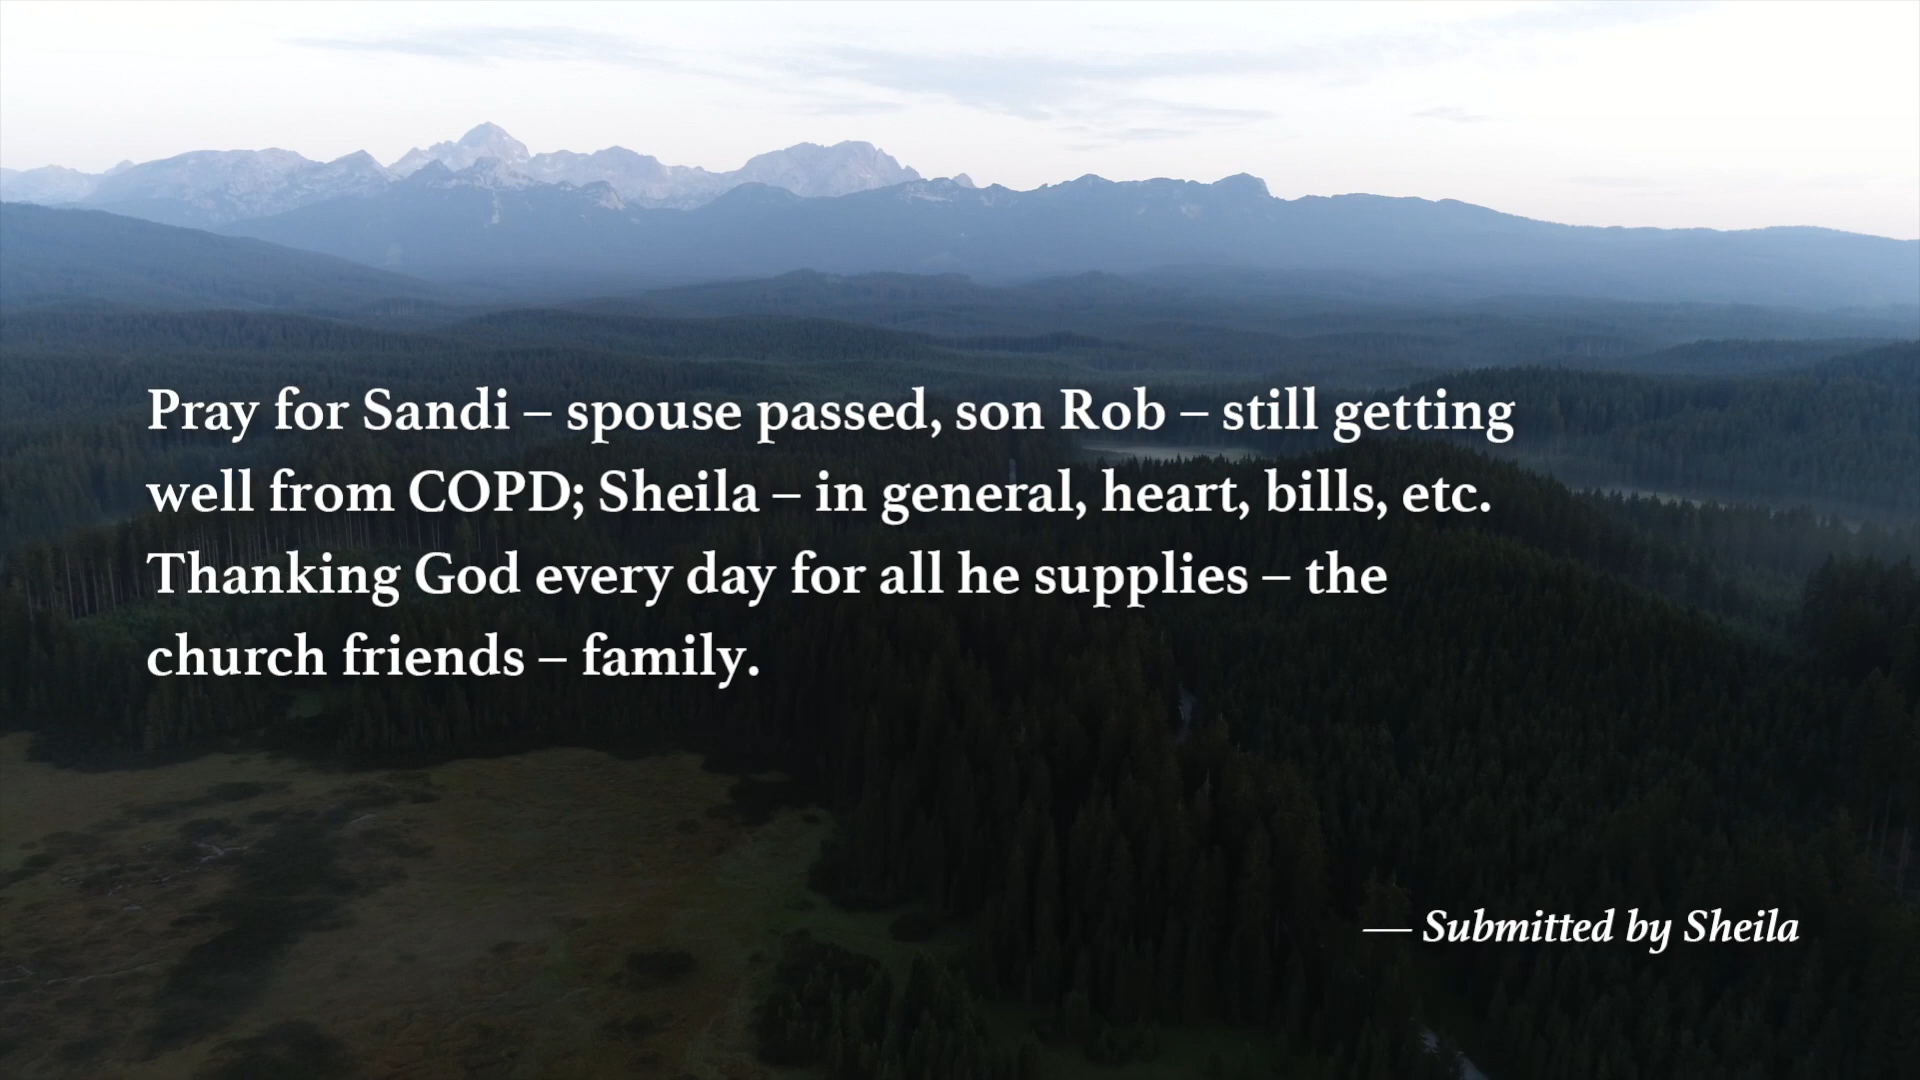 Pray for Sandi – spouse passed, son Rob – still getting
well from COPD; Sheila – in general, heart, bills, etc.
Thanking God every day for all he supplies – the
church friends – family.
— Submitted by Sheila